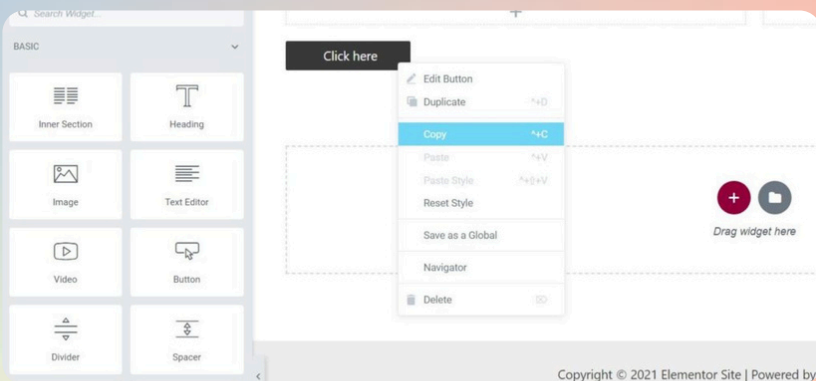 Search Widget...
BASIC
Inner Section
Heading
Image
Text Editor
Video
Button
Divider
Spacer
Click here
Edit Button
Duplicate ^+D
Copy ^+C
Paste ^+V
Paste Style ^+⇧+V
Reset Style
Save as a Global
Navigator
Delete ⌦
Drag widget here
Copyright © 2021 Elementor Site | Powered by